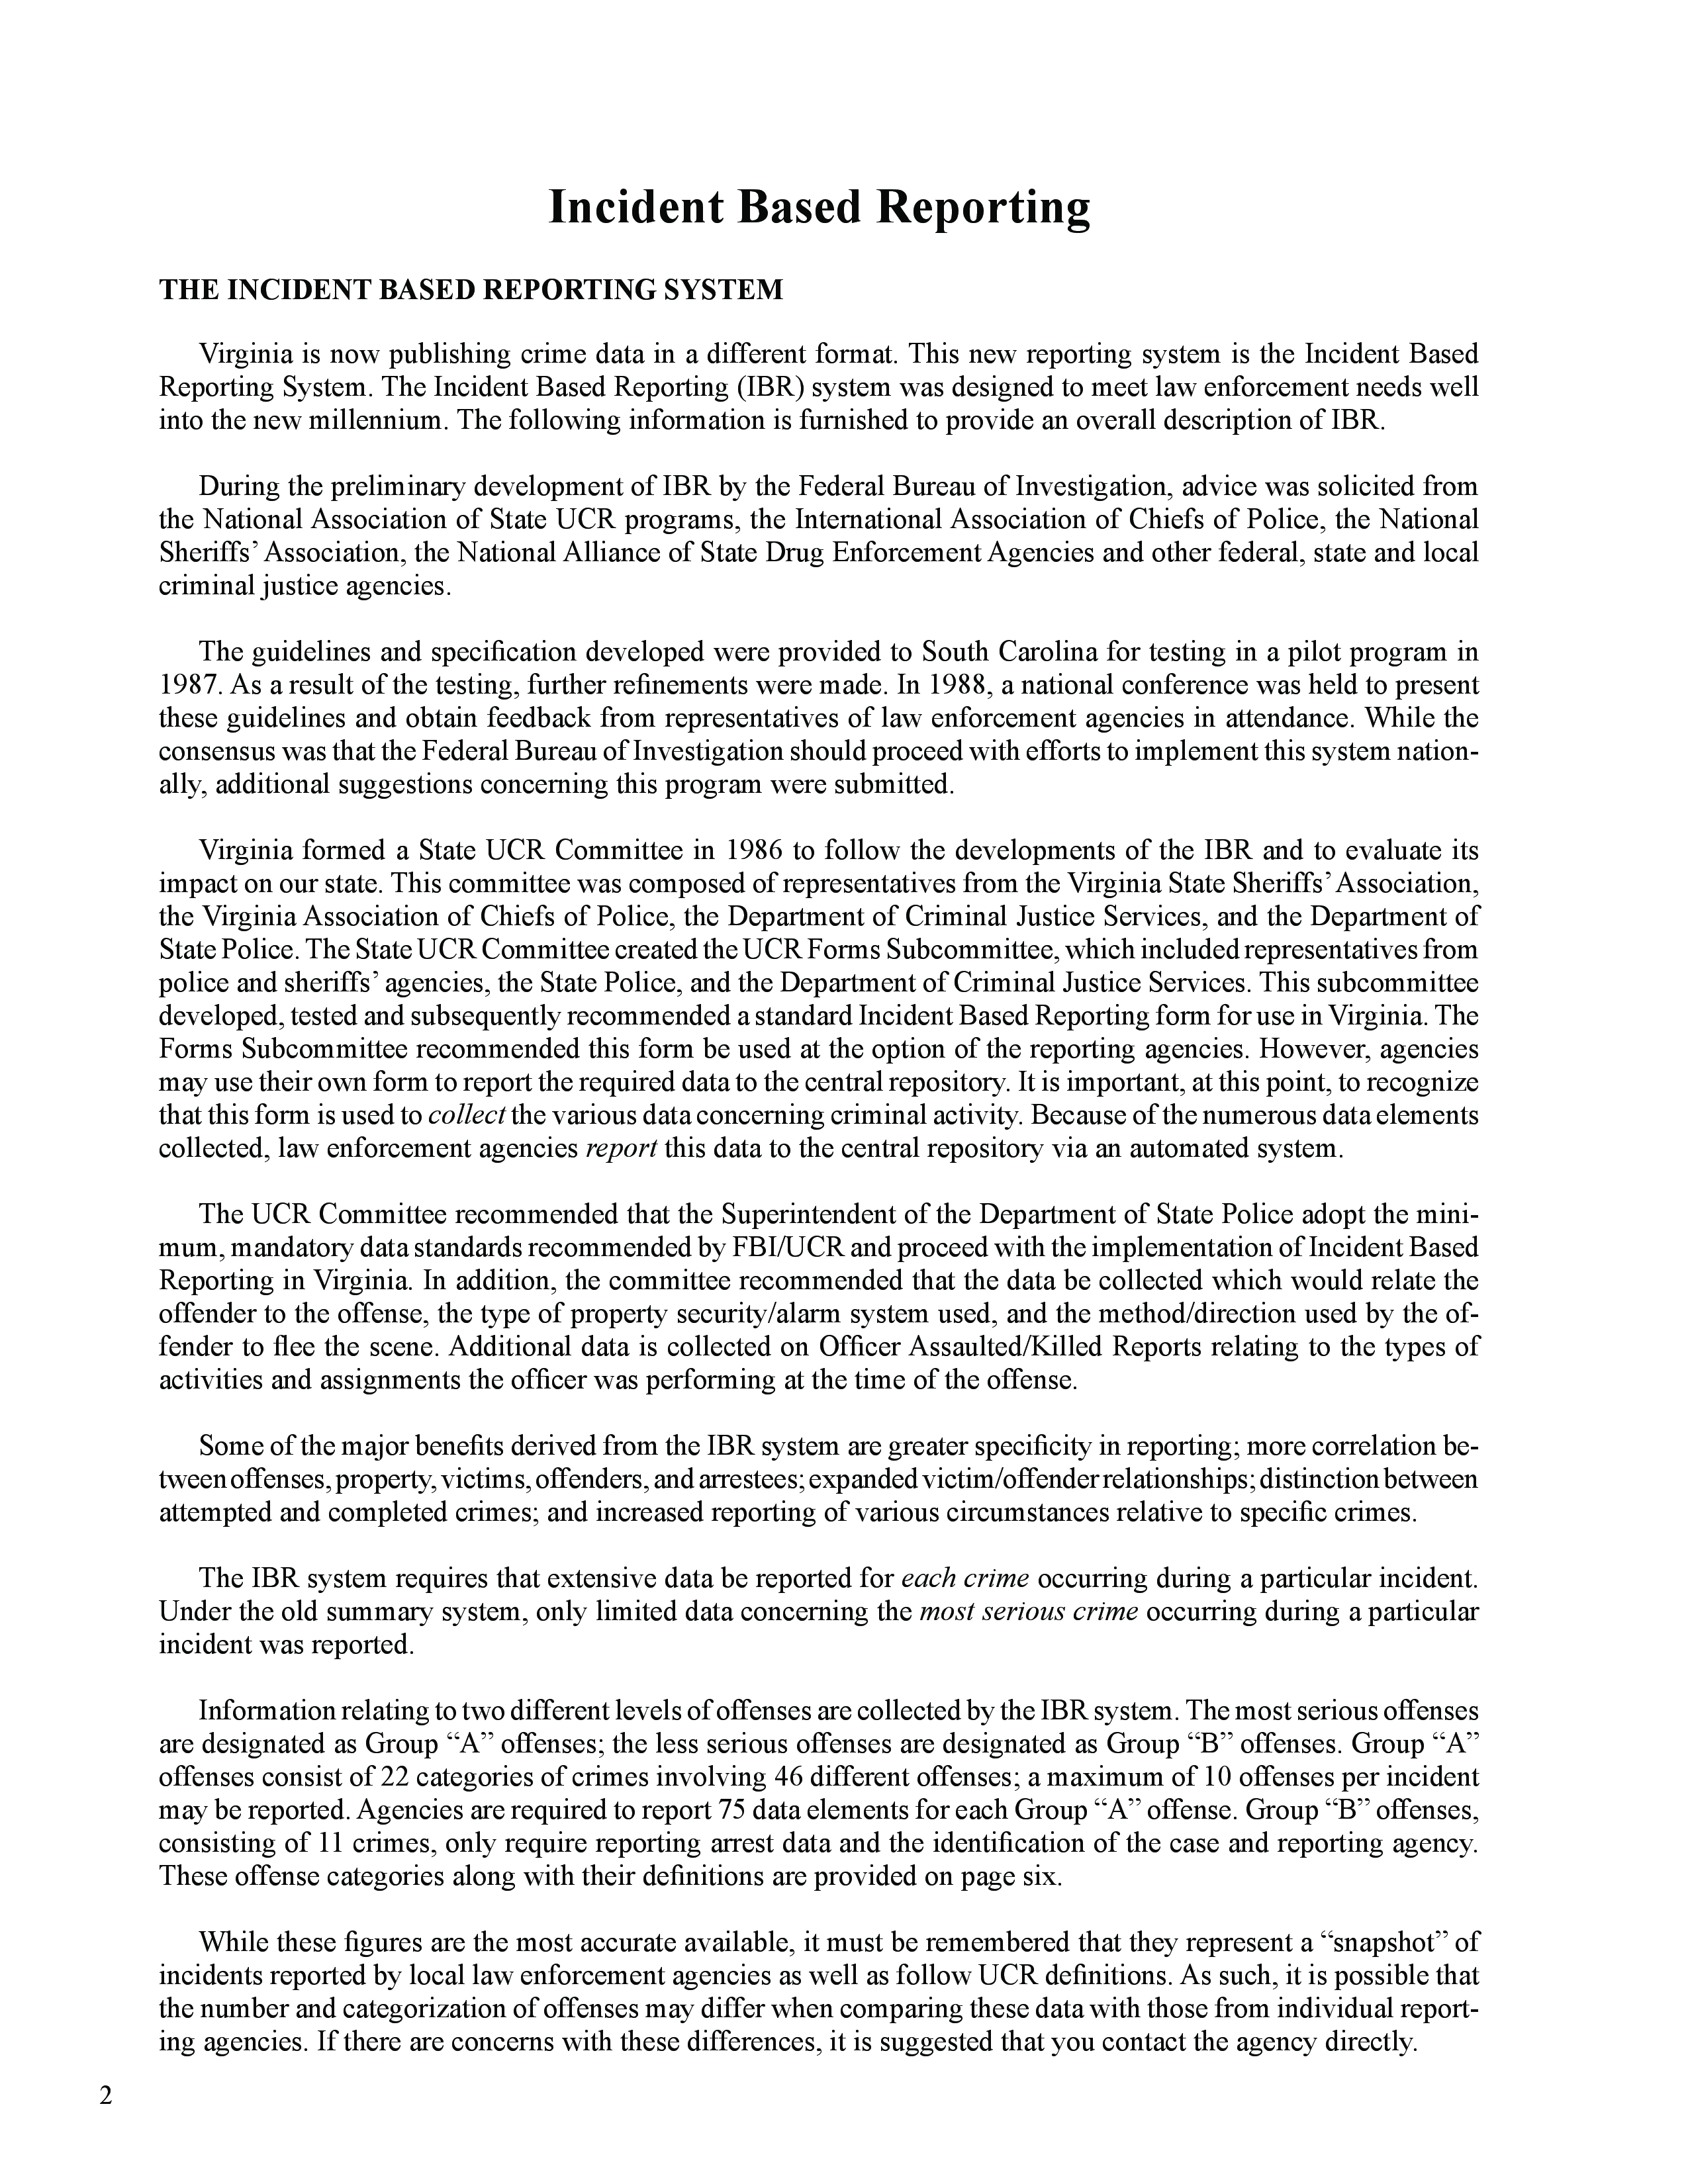 Incident Based Reporting
THE INCIDENT BASED REPORTING SYSTEM
Virginia is now publishing crime data in a different format. This new reporting system is the Incident Based
Reporting System. The Incident Based Reporting (IBR) system was designed to meet law enforcement needs well
into the new millennium. The following information is furnished to provide an overall description of IBR.
During the preliminary development of IBR by the Federal Bureau of Investigation, advice was solicited from
the National Association of State UCR programs, the International Association of Chiefs of Police, the National
Sheriffs’ Association, the National Alliance of State Drug Enforcement Agencies and other federal, state and local
criminal justice agencies.
The guidelines and specification developed were provided to South Carolina for testing in a pilot program in
1987. As a result of the testing, further refinements were made. In 1988, a national conference was held to present
these guidelines and obtain feedback from representatives of law enforcement agencies in attendance. While the
consensus was that the Federal Bureau of Investigation should proceed with efforts to implement this system nation-
ally, additional suggestions concerning this program were submitted.
Virginia formed a State UCR Committee in 1986 to follow the developments of the IBR and to evaluate its
impact on our state. This committee was composed of representatives from the Virginia State Sheriffs’ Association,
the Virginia Association of Chiefs of Police, the Department of Criminal Justice Services, and the Department of
State Police. The State UCR Committee created the UCR Forms Subcommittee, which included representatives from
police and sheriffs’ agencies, the State Police, and the Department of Criminal Justice Services. This subcommittee
developed, tested and subsequently recommended a standard Incident Based Reporting form for use in Virginia. The
Forms Subcommittee recommended this form be used at the option of the reporting agencies. However, agencies
may use their own form to report the required data to the central repository. It is important, at this point, to recognize
that this form is used to collect the various data concerning criminal activity. Because of the numerous data elements
collected, law enforcement agencies report this data to the central repository via an automated system.
The UCR Committee recommended that the Superintendent of the Department of State Police adopt the mini-
mum, mandatory data standards recommended by FBI/UCR and proceed with the implementation of Incident Based
Reporting in Virginia. In addition, the committee recommended that the data be collected which would relate the
offender to the offense, the type of property security/alarm system used, and the method/direction used by the of-
fender to flee the scene. Additional data is collected on Officer Assaulted/Killed Reports relating to the types of
activities and assignments the officer was performing at the time of the offense.
Some of the major benefits derived from the IBR system are greater specificity in reporting; more correlation be-
tween offenses, property, victims, offenders, and arrestees; expanded victim/offender relationships; distinction between
attempted and completed crimes; and increased reporting of various circumstances relative to specific crimes.
The IBR system requires that extensive data be reported for each crime occurring during a particular incident.
Under the old summary system, only limited data concerning the most serious crime occurring during a particular
incident was reported.
Information relating to two different levels of offenses are collected by the IBR system. The most serious offenses
are designated as Group “A” offenses; the less serious offenses are designated as Group “B” offenses. Group “A”
offenses consist of 22 categories of crimes involving 46 different offenses; a maximum of 10 offenses per incident
may be reported. Agencies are required to report 75 data elements for each Group “A” offense. Group “B” offenses,
consisting of 11 crimes, only require reporting arrest data and the identification of the case and reporting agency.
These offense categories along with their definitions are provided on page six.
While these figures are the most accurate available, it must be remembered that they represent a “snapshot” of
incidents reported by local law enforcement agencies as well as follow UCR definitions. As such, it is possible that
the number and categorization of offenses may differ when comparing these data with those from individual report-
ing agencies. If there are concerns with these differences, it is suggested that you contact the agency directly.
2